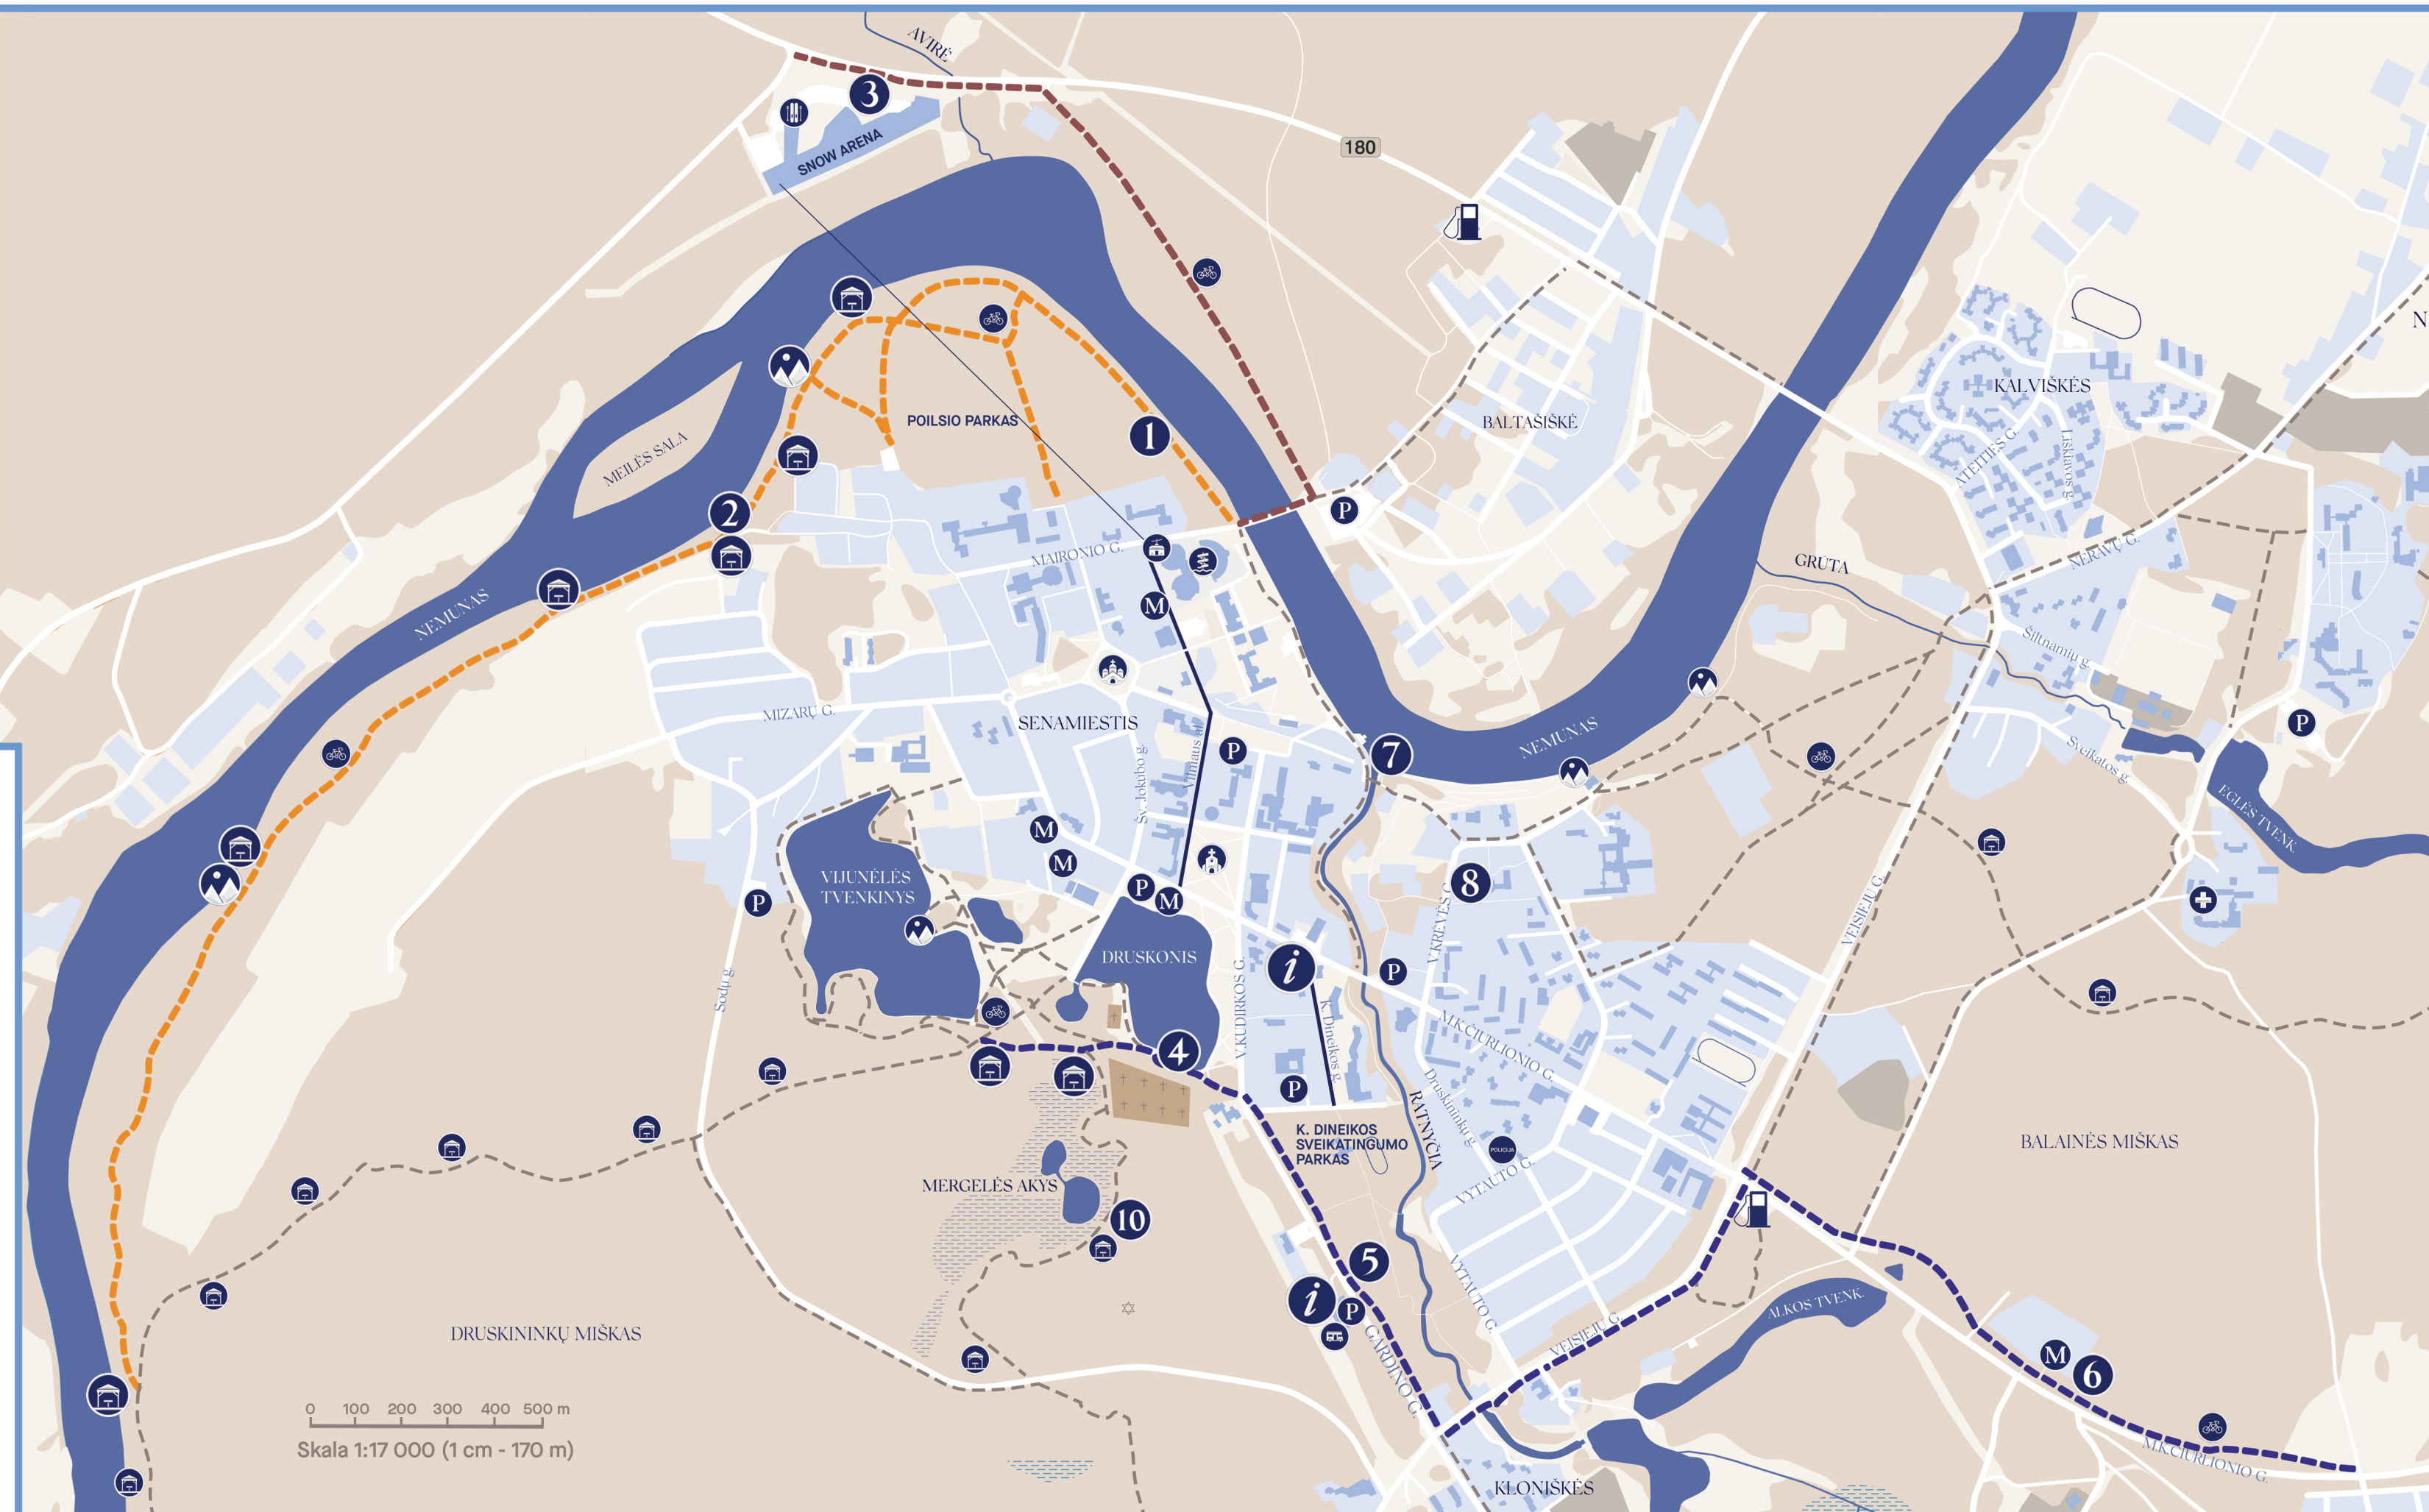 AVIRĖ
3
SNOW ARENA
180
N
KALVIŠKĖS
BALTAŠIŠKĖ
POILSIO PARKAS
1
MEILĖS SALA
ATEITIES G.
Liškiavos g.
2
P
MAIRONIO G.
NERAVŲ G.
GRŪTA
NEMUNAS
M
Šiltnamių g.
MIZARŲ G.
SENAMIESTIS
P
7
NEMUNAS
P
Sveikatos g.
Šv. Jokūbo g.
Vilniaus al.
EGLĖS TVENK.
M
M
VIJUNĖLĖS
TVENKINYS
P
P
M
8
V.KRĖVĖS G.
VEISIEJŲ G.
DRUSKONIS
i
P
Sodų g.
V.KUDIRKOS G.
K. Dineikos g.
M.K.ČIURLIONIO G.
4
P
Druskininkų g.
RATNYČIA
K. DINEIKOS
SVEIKATINGUMO
PARKAS
POLICIJA
VYTAUTO G.
BALAINĖS MIŠKAS
MERGELĖS AKYS
10
5
i
P
VYTAUTO G.
GARDINO G.
VEISIEJŲ G.
ALKOS TVENK.
DRUSKININKŲ MIŠKAS
M
6
0 100 200 300 400 500 m
Skala 1:17 000 (1 cm - 170 m)
M.K.ČIURLIONIO G.
KLONIŠKĖS